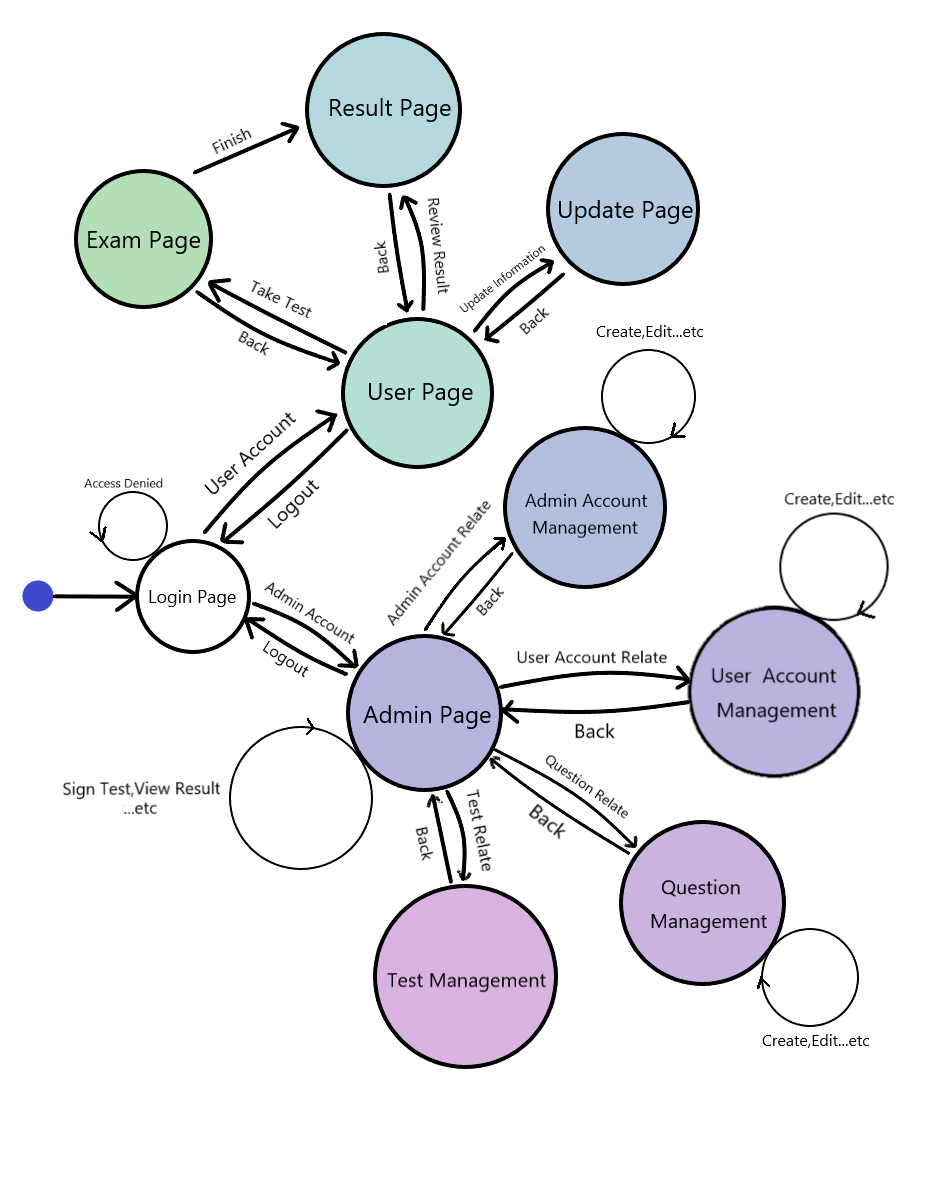 Result Page
Finish
Update Page
Exam Page
Back
Review Result
Update Information
Back
Take Test
Back
Create,Edit...etc
User Page
User Account
Logout
Access Denied
Admin Account
Management
Create,Edit...etc
Admin Account Relate
Back
Login Page
Admin Account
Logout
User Account Relate
User Account
Management
Back
Admin Page
Sign Test,View Result
...etc
Question Relate
Back
Test Relate
Back
Question
Management
Test Management
Create,Edit...etc